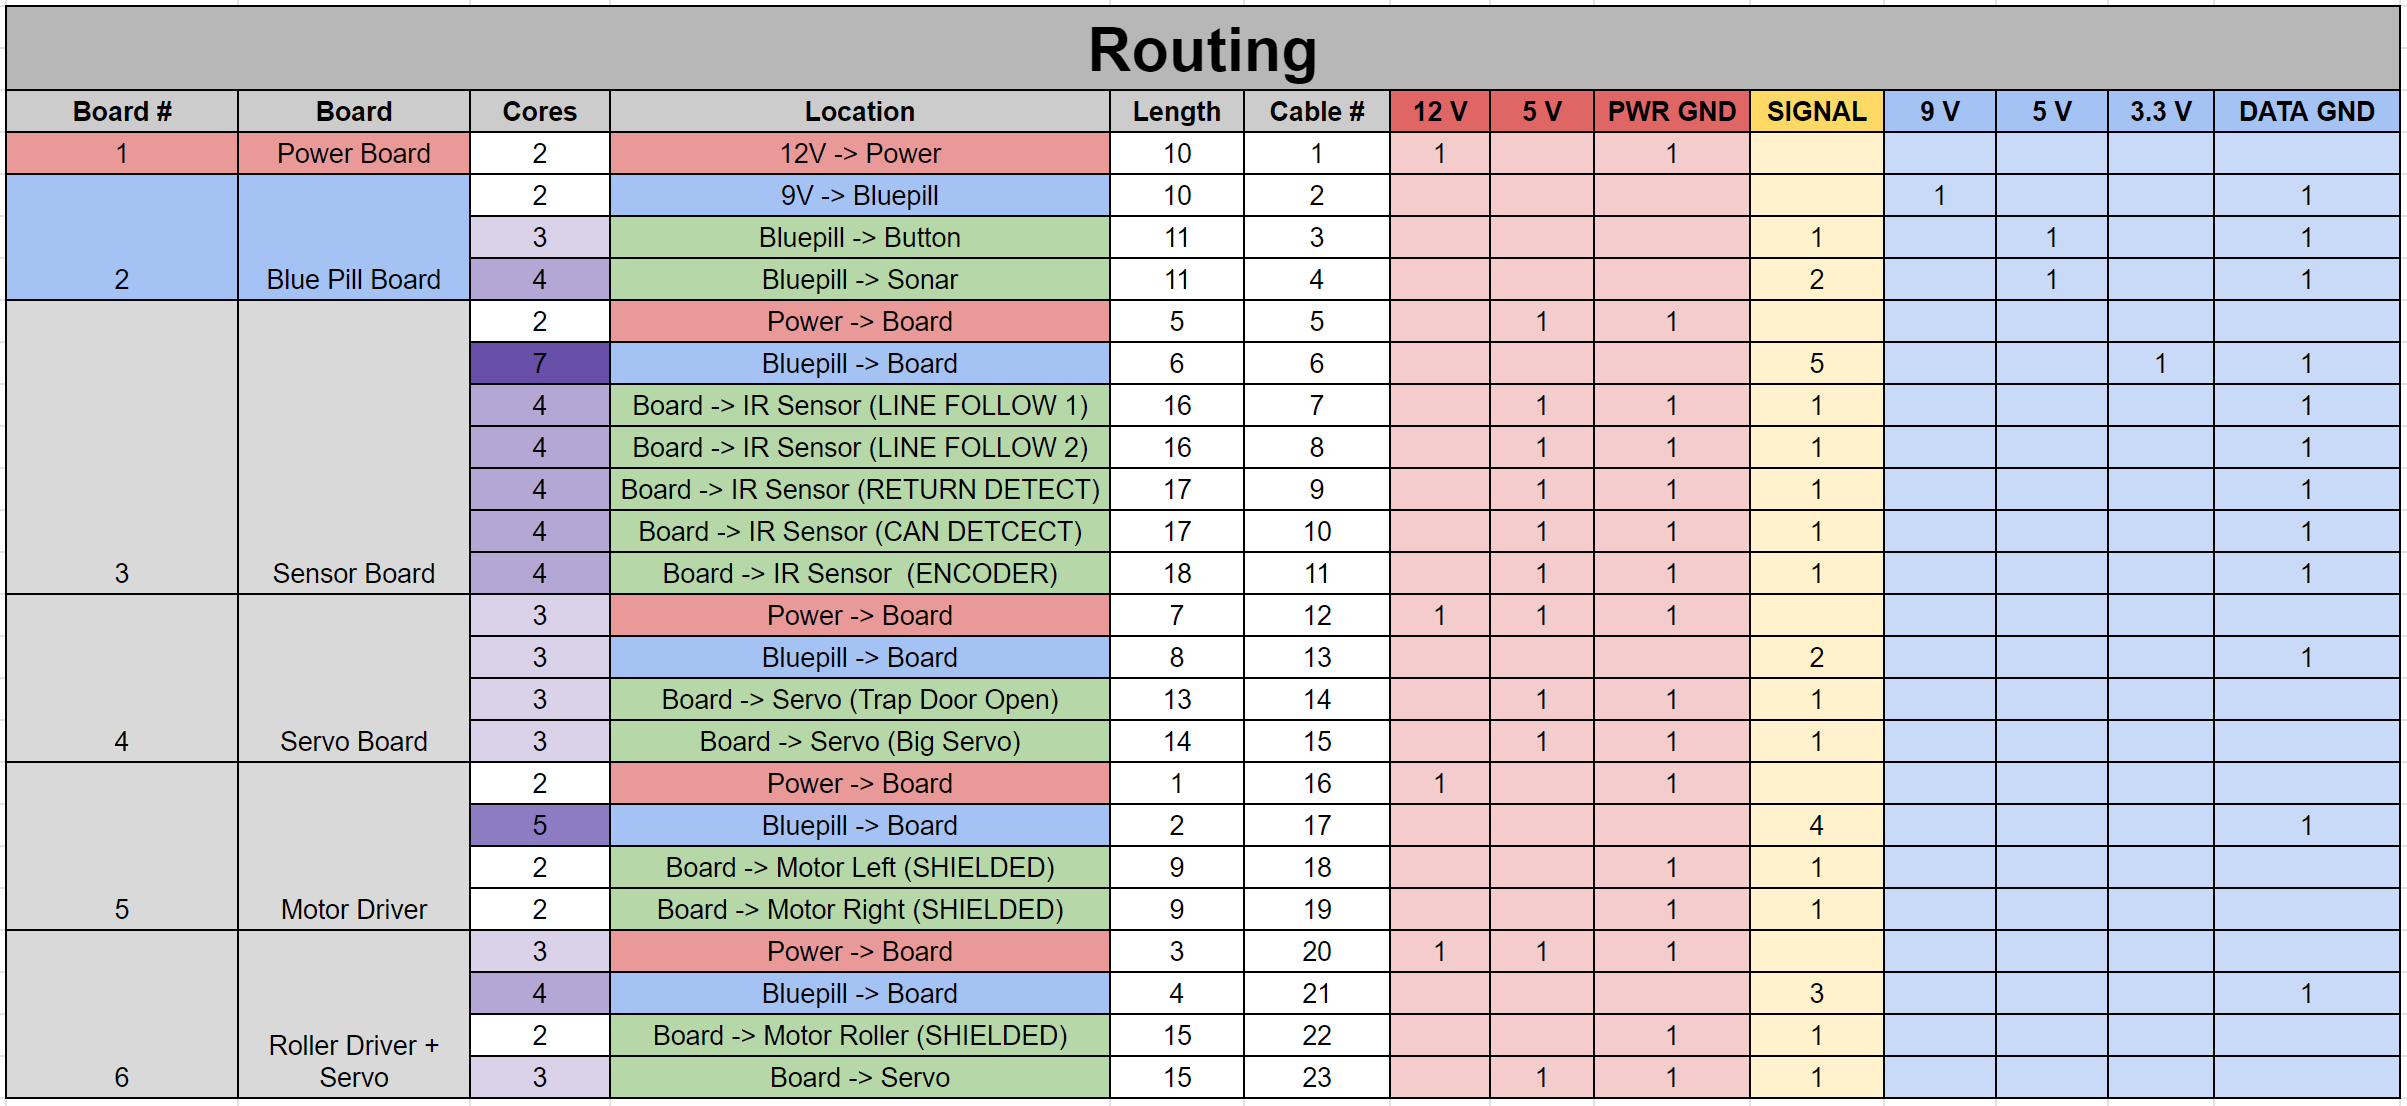 Routing
Board # Board Cores Location Length Cable # 12 V 5 V PWR GND SIGNAL 9 V 5 V 3.3 V DATA GND
1 Power Board 2 12V -> Power 10 1 1 1
2 9V -> Bluepill 10 2 1 1
3 Bluepill -> Button 11 3 1 1 1
2 Blue Pill Board 4 Bluepill -> Sonar 11 4 2 1 1
2 Power -> Board 5 5 1 1
7 Bluepill -> Board 6 6 5 1 1
4 Board -> IR Sensor (LINE FOLLOW 1) 16 7 1 1 1 1
4 Board -> IR Sensor (LINE FOLLOW 2) 16 8 1 1 1 1
4 Board -> IR Sensor (RETURN DETECT) 17 9 1 1 1 1
4 Board -> IR Sensor (CAN DETCECT) 17 10 1 1 1 1
3 Sensor Board 4 Board -> IR Sensor (ENCODER) 18 11 1 1 1 1
3 Power -> Board 7 12 1 1 1
3 Bluepill -> Board 8 13 2 1
3 Board -> Servo (Trap Door Open) 13 14 1 1 1
4 Servo Board 3 Board -> Servo (Big Servo) 14 15 1 1 1
2 Power -> Board 1 16 1 1
5 Bluepill -> Board 2 17 4 1
2 Board -> Motor Left (SHIELDED) 9 18 1 1
5 Motor Driver 2 Board -> Motor Right (SHIELDED) 9 19 1 1
3 Power -> Board 3 20 1 1 1
4 Bluepill -> Board 4 21 3 1
Roller Driver + 2 Board -> Motor Roller (SHIELDED) 15 22 1 1
6 Servo 3 Board -> Servo 15 23 1 1 1